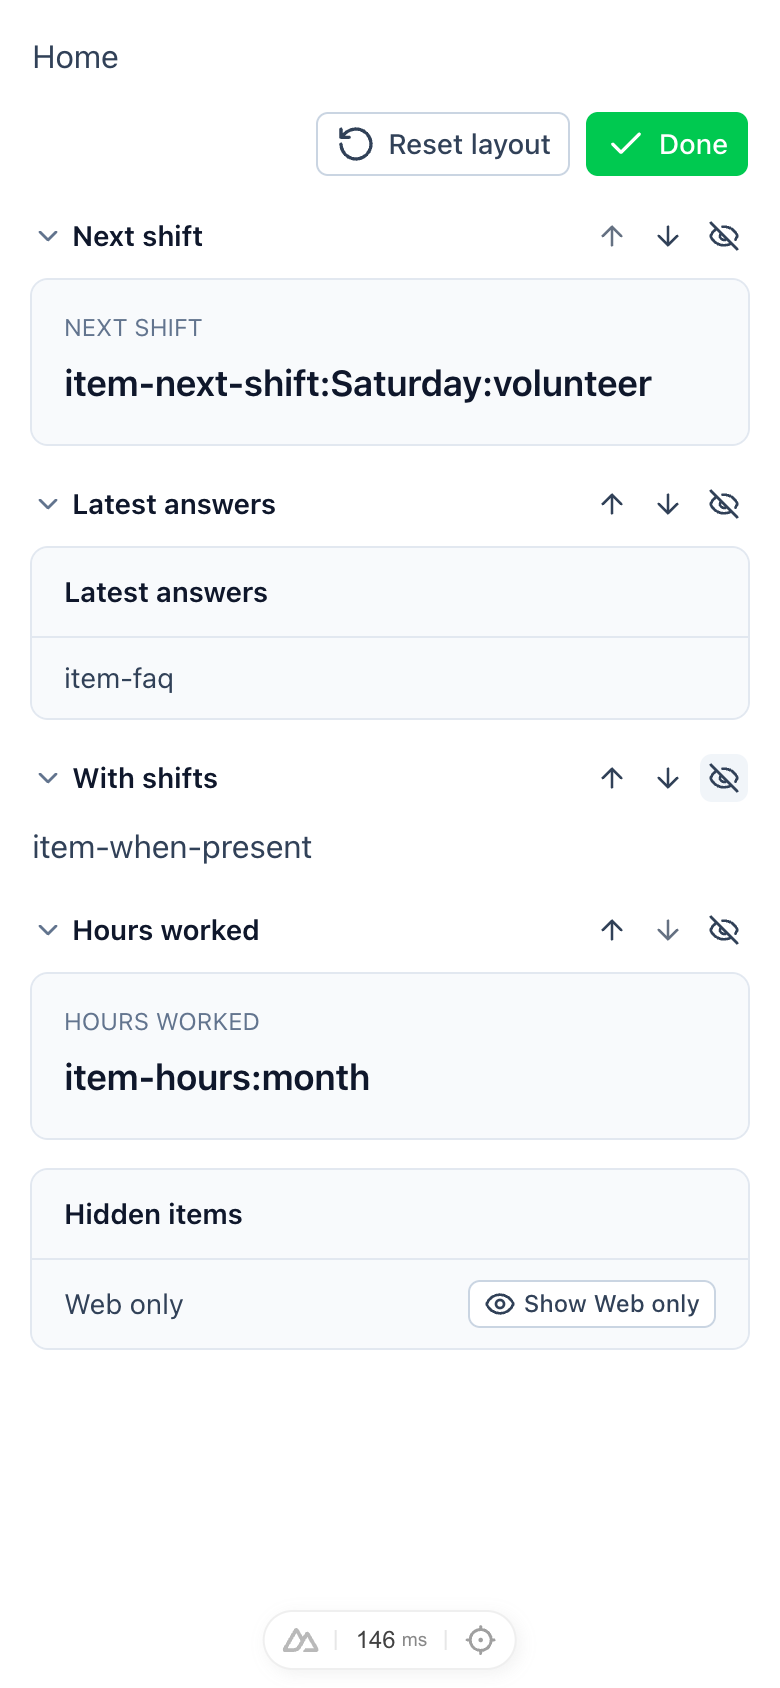 Home
Reset layout
Done
Next shift
NEXT SHIFT
item-next-shift:Saturday:volunteer
Latest answers
Latest answers
item-faq
With shifts
item-when-present
Hours worked
HOURS WORKED
item-hours:month
Hidden items
Web only
Show Web only
146 ms